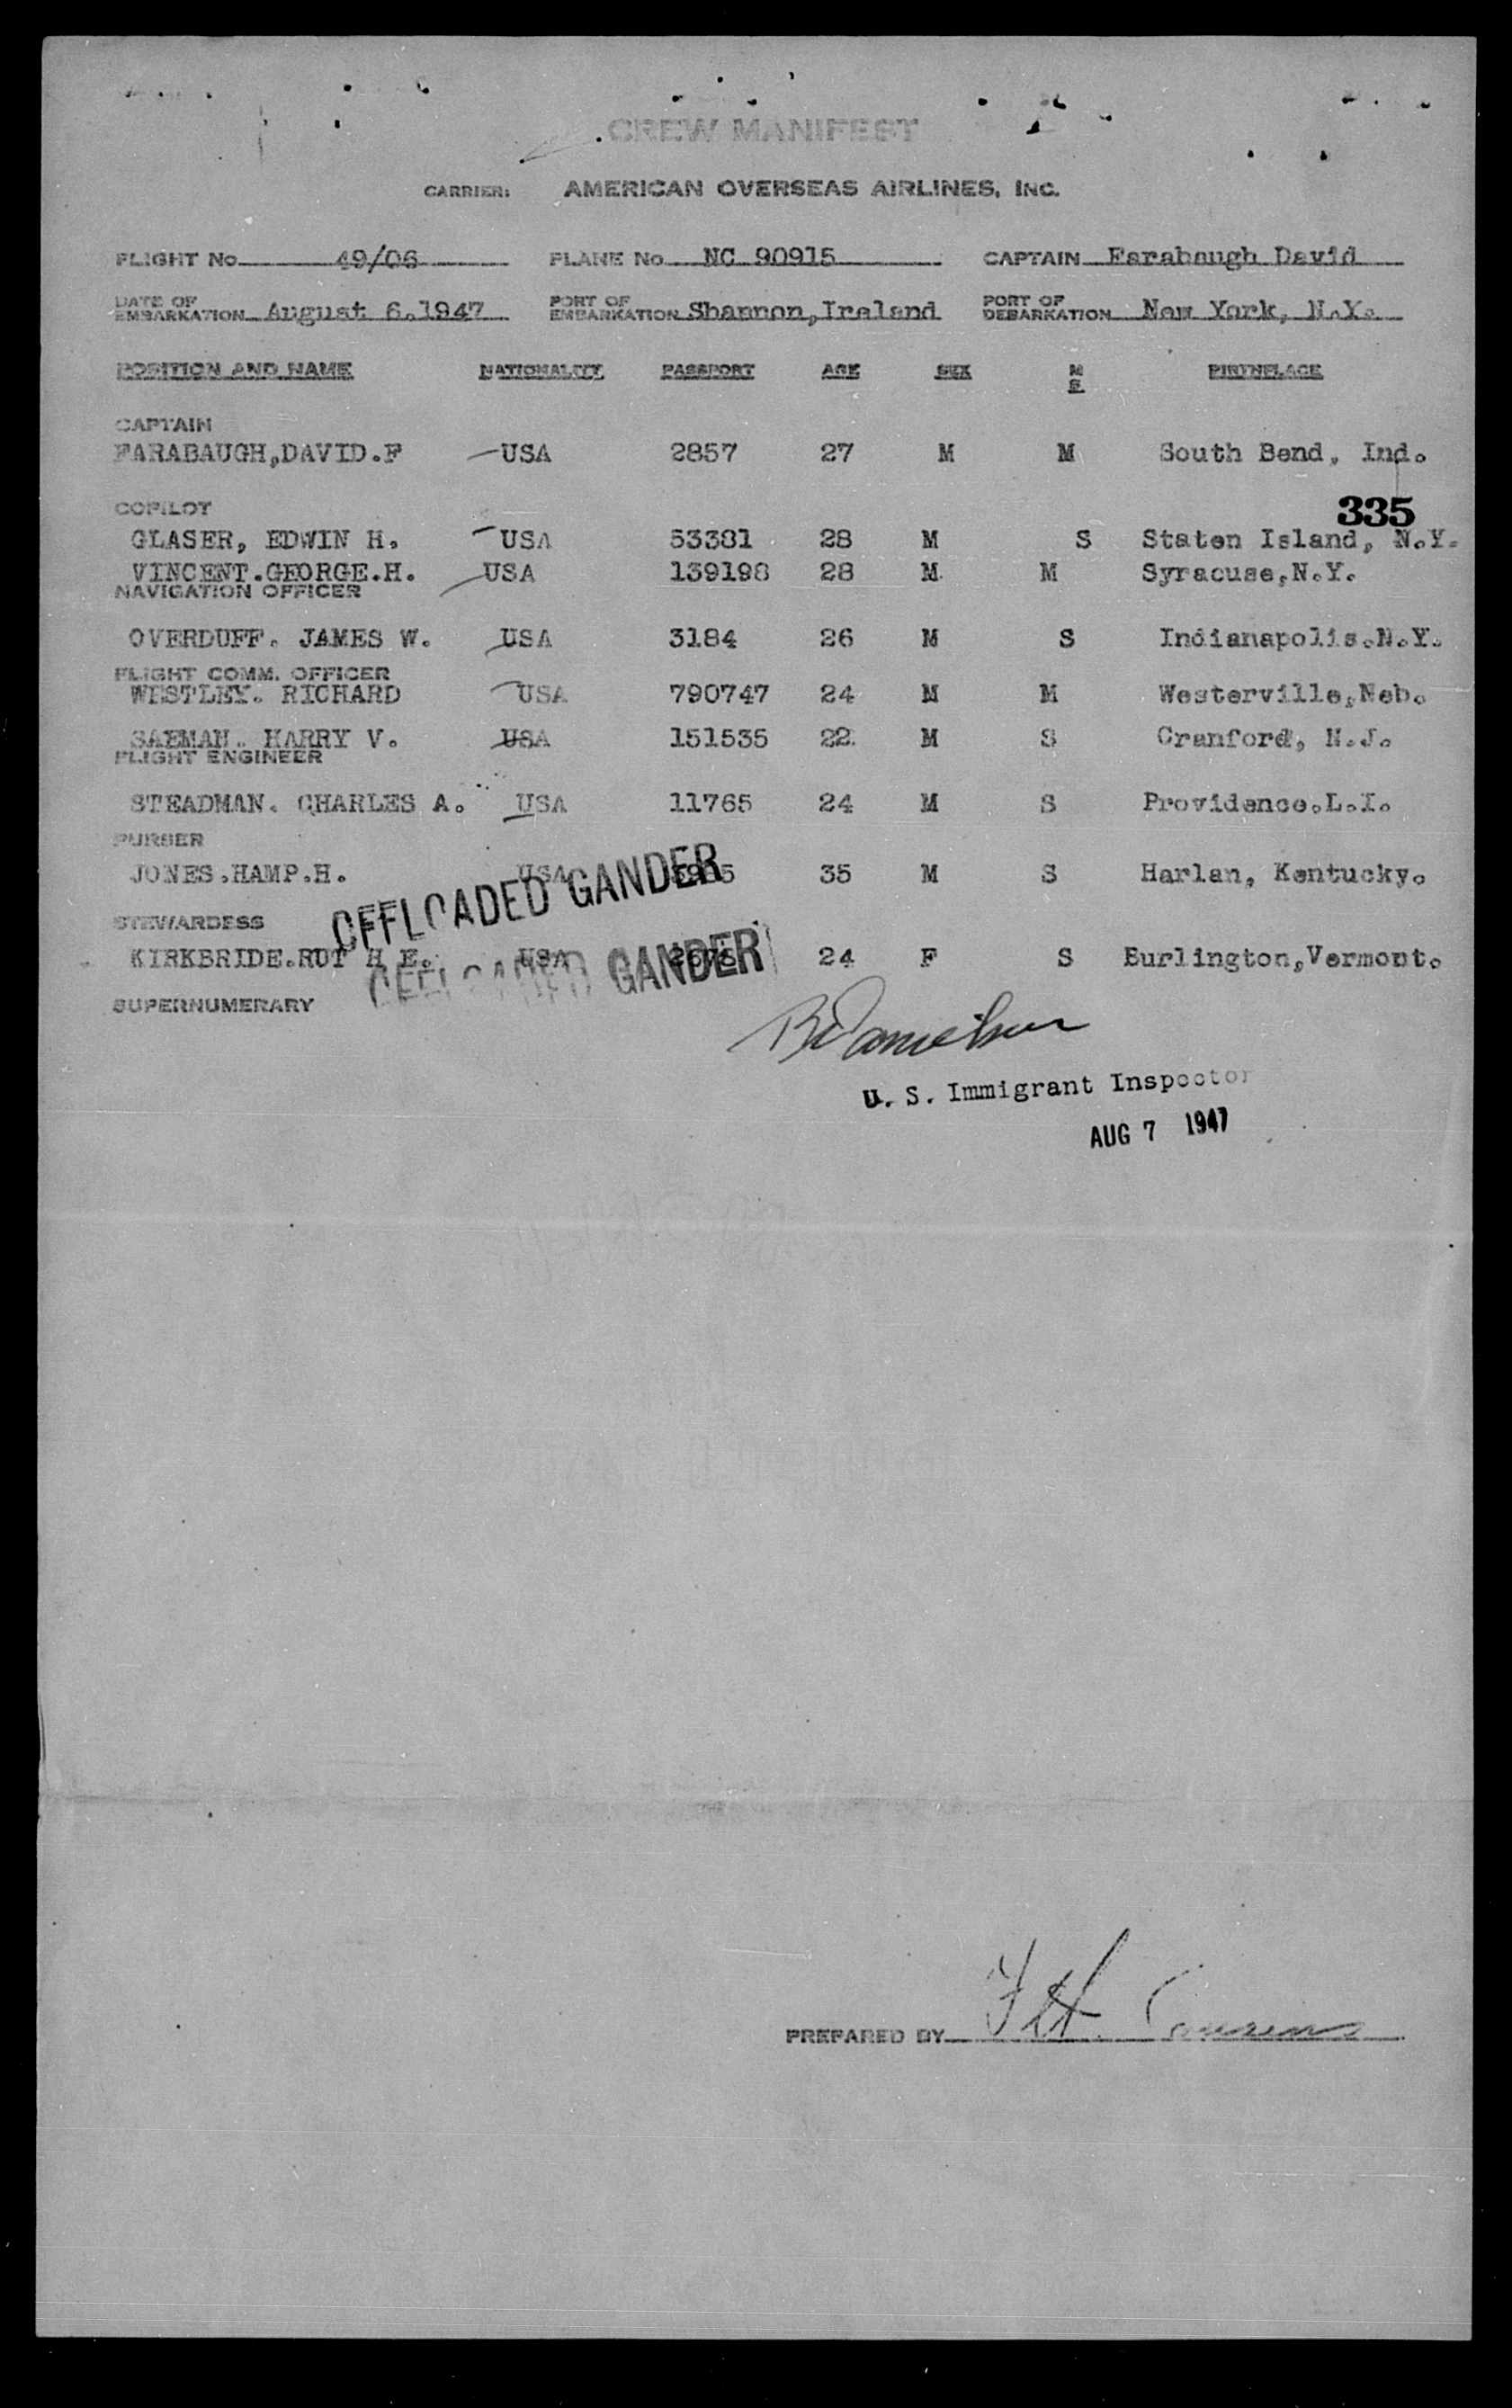 CREW MANIFEST
CARRIER: AMERICAN OVERSEAS AIRLINES, INC.
FLIGHT No 49/06 PLANE No NC 90915 CAPTAIN Farabaugh David
DATE OF EMBARKATION August 6.1947 PORT OF EMBARKATION Shannon,Ireland PORT OF DEBARKATION New York, N.Y.
POSITION AND NAME NATIONALITY PASSPORT AGE SEX M S BIRTHPLACE
CAPTAIN
FARABAUGH,DAVID.F USA 2857 27 M M South Bend, Ind.
335
COPILOT
GLASER, EDWIN H. USA 53381 28 M S Staten Island, N.Y.
VINCENT.GEORGE.H. USA 139198 28 M M Syracuse,N.Y.
NAVIGATION OFFICER
OVERDUFF. JAMES W. USA 3184 26 M S Indianapolis.N.Y.
FLIGHT COMM. OFFICER
WESTLEY. RICHARD USA 790747 24 M M Westerville,Neb.
SAEMAN. HARRY V. USA 151535 22 M S Cranford, N.J.
FLIGHT ENGINEER
STEADMAN. CHARLES A. USA 11765 24 M S Providence.L.I.
PURSER
JONES.HAMP.H. USA 35 M S Harlan, Kentucky.
OFFLOADED GANDER
STEWARDESS
KIRKBRIDE.RUT H E. USA 24 F S Burlington,Vermont.
OFFLOADED GANDER
SUPERNUMERARY
U. S. Immigrant Inspector
AUG 7 1947
PREPARED BY